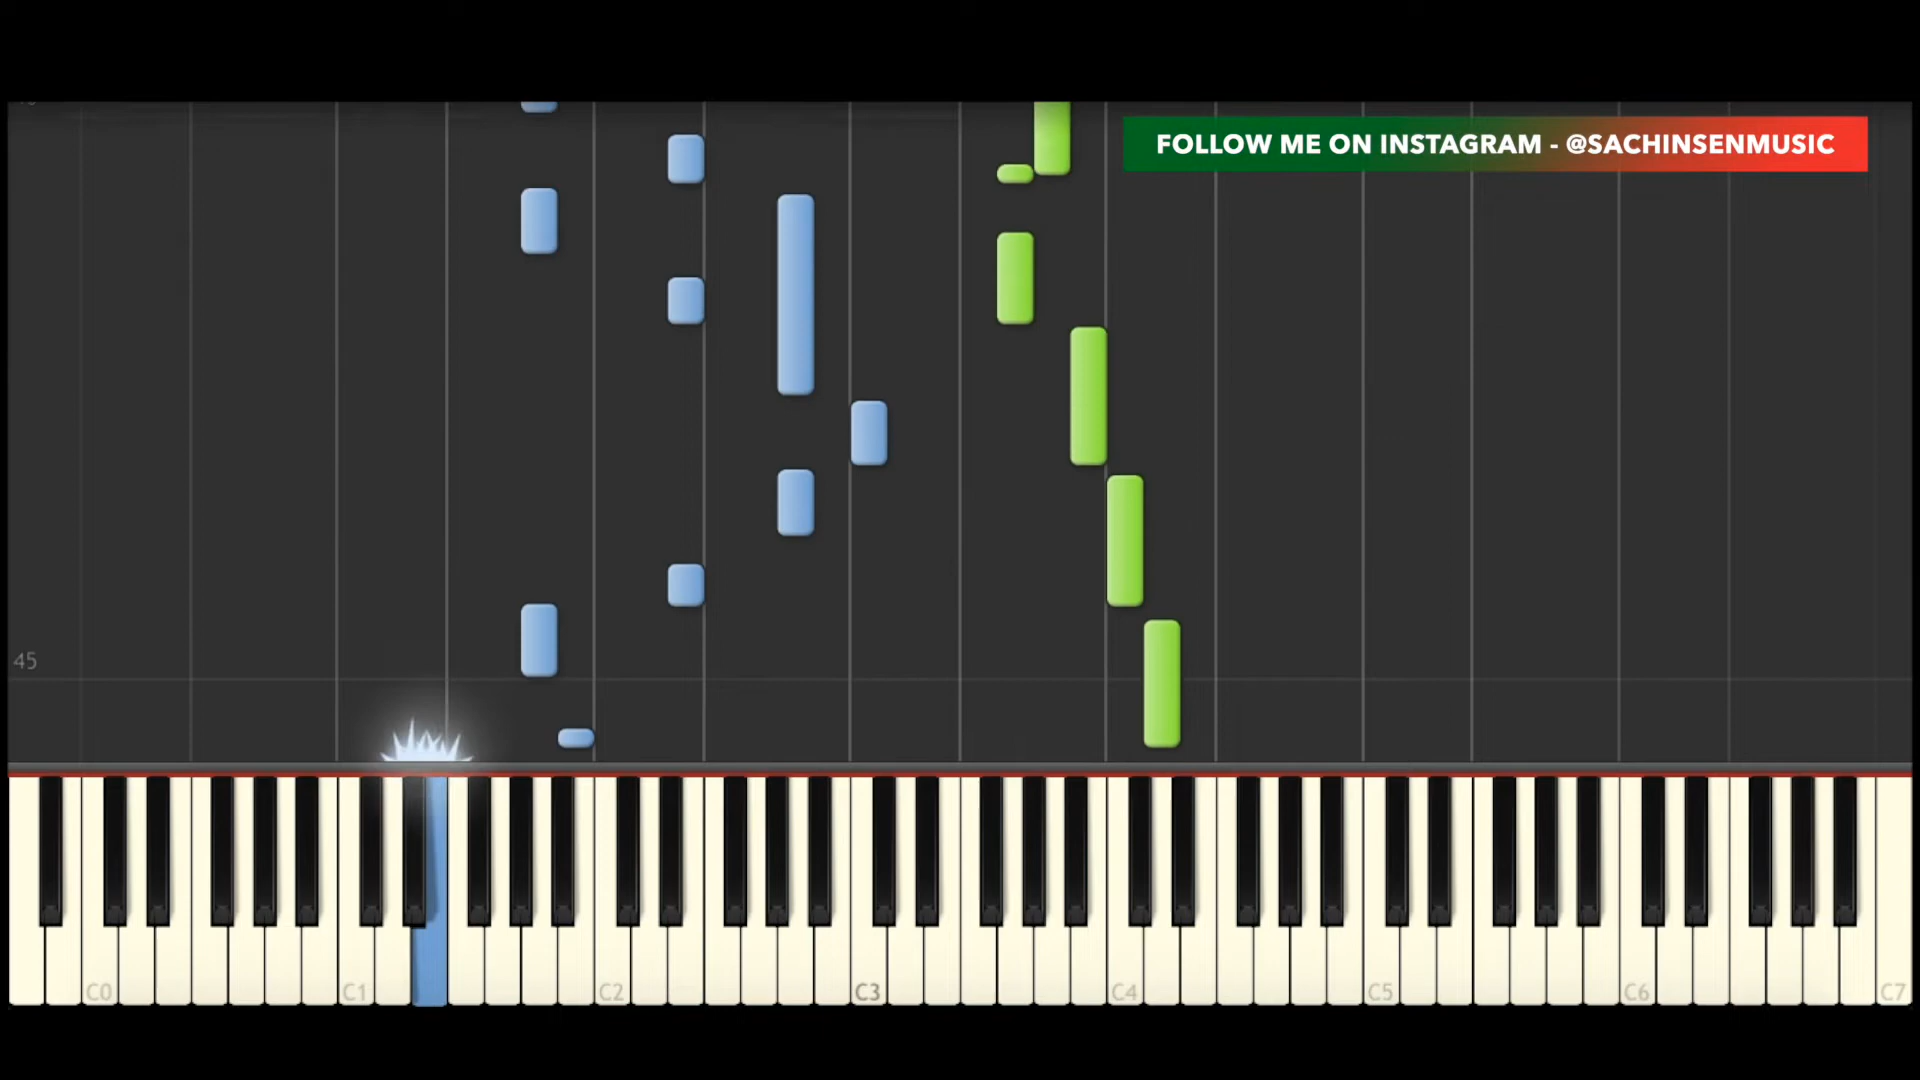 FOLLOW ME ON INSTAGRAM - @SACHINSENMUSIC
45
C0 C1 C2 C3 C4 C5 C6 C7